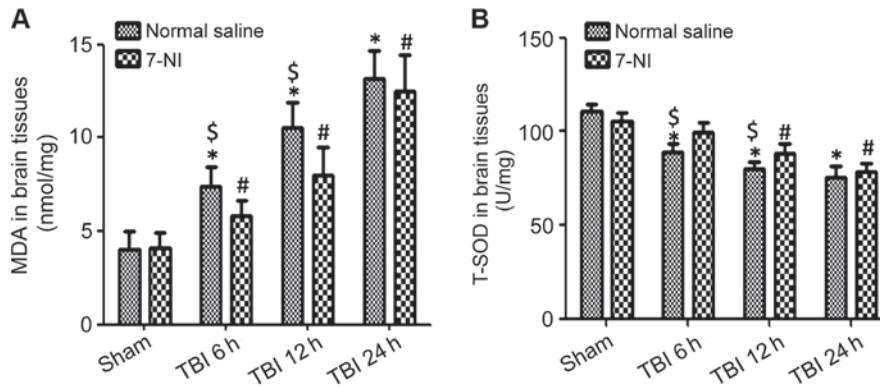 A
Normal saline
7-NI
MDA in brain tissues
(nmol/mg)
15
10
5
0
$
*
#
$
*
#
*
#
Sham
TBI 6 h
TBI 12 h
TBI 24 h
B
Normal saline
7-NI
T-SOD in brain tissues
(U/mg)
150
100
50
0
$
*
$
*
#
*
#
Sham
TBI 6 h
TBI 12 h
TBI 24 h